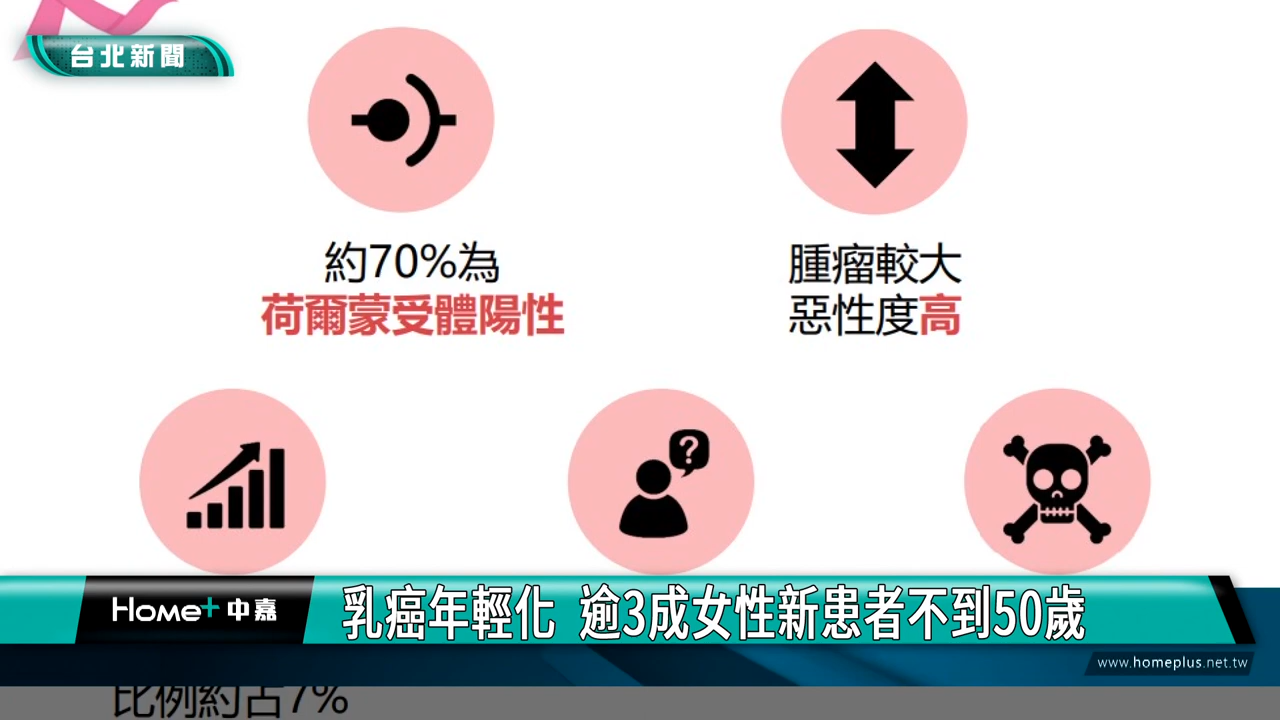 台北新聞
約70%為
荷爾蒙受體陽性
腫瘤較大
惡性度高
?
Home+中嘉
乳癌年輕化 逾3成女性新患者不到50歲
www.homeplus.net.tw
比例約占7%